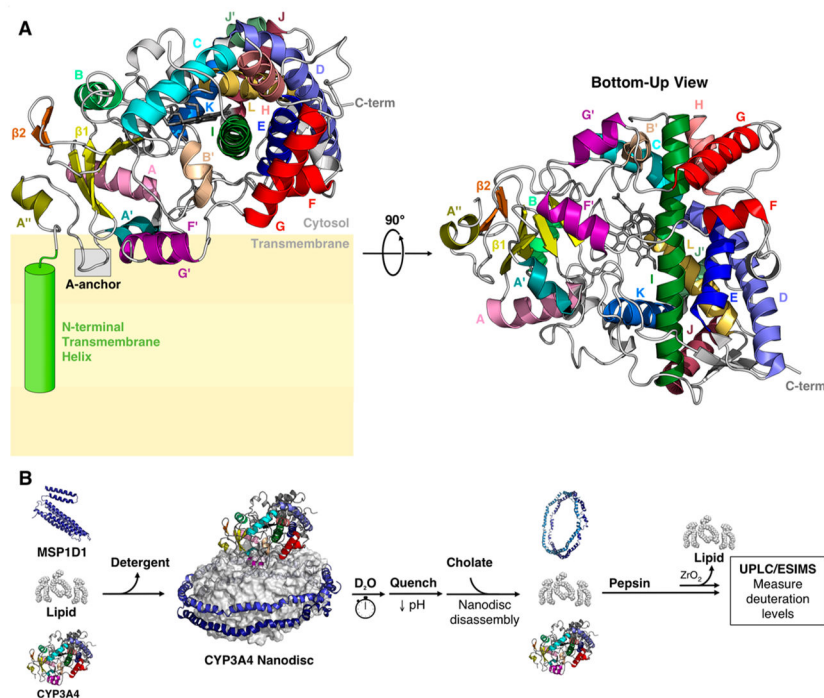 A
J'
J
C
D
B
C-term
K
L
H
β2
β1
I
E
B'
A
F
A''
A'
F'
G
Cytosol
Transmembrane
G'
A-anchor
N-terminal
Transmembrane
Helix
90°
Bottom-Up View
H
G'
B'
G
C
β2
F'
F
B
A''
β1
L
J'
A'
I
E
D
K
A
J
C-term
B
MSP1D1
Detergent
Lipid
CYP3A4
CYP3A4 Nanodisc
D₂O
Quench
↓ pH
Cholate
Nanodisc
disassembly
Pepsin
Lipid
ZrO₂
UPLC/ESIMS
Measure
deuteration
levels